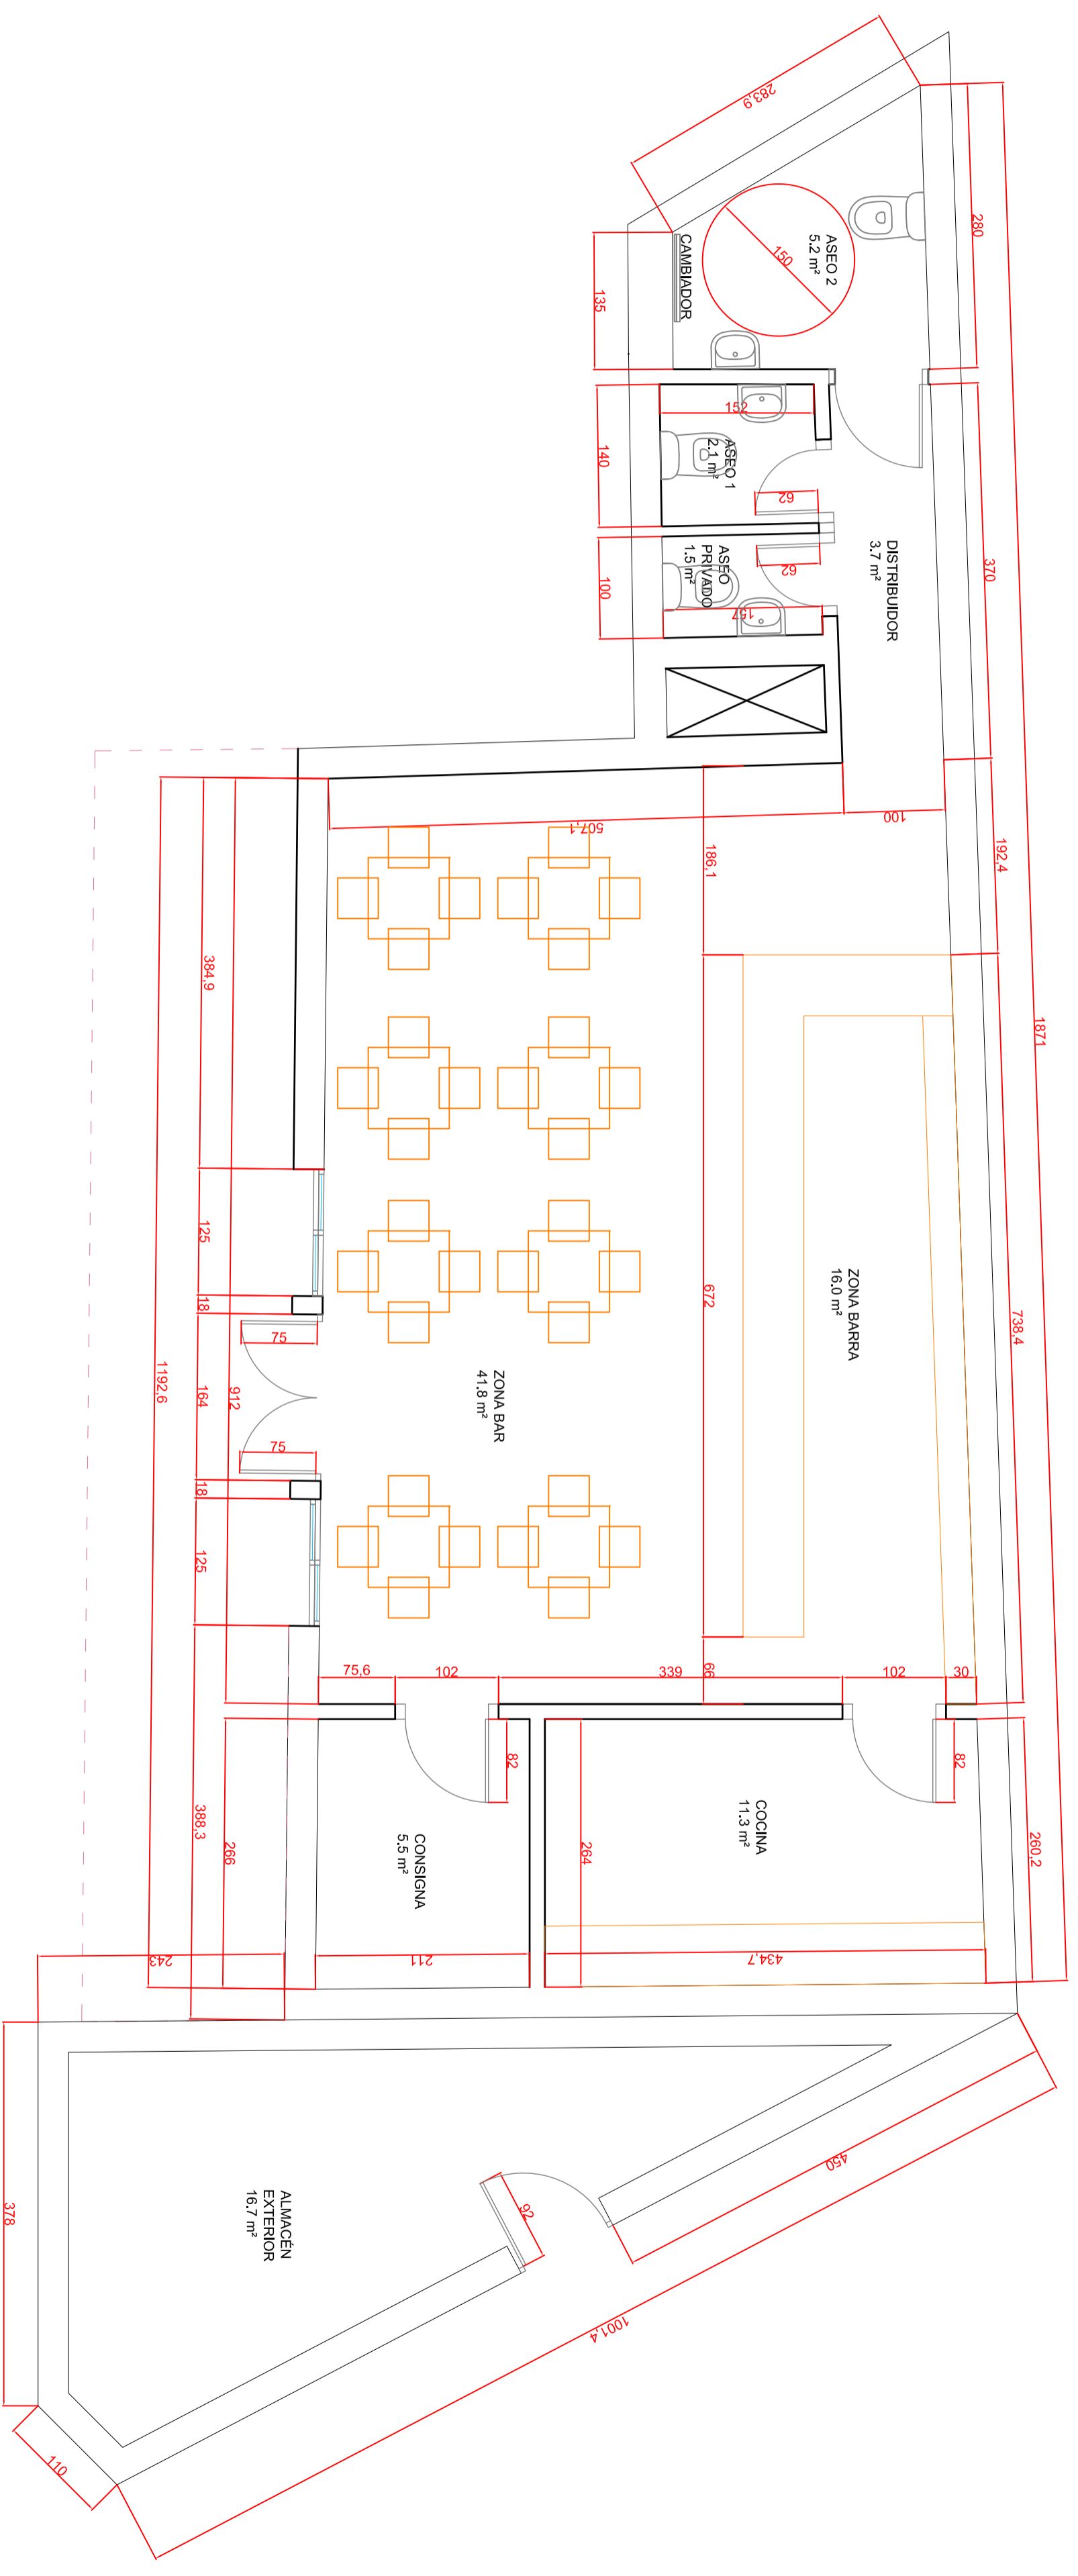 283,9
280
ASEO 2
5.2 m²
150
CAMBIADOR
135
152
ASEO 1
2.1 m²
140
62
370
DISTRIBUIDOR
3.7 m²
ASEO
PRIVADO
1.5 m²
62
100
157
100
507,1
186,1
192,4
384,9
1871
125
18
75
164
912
1192,6
75
18
125
672
ZONA BARRA
16.0 m²
738,4
ZONA BAR
41.8 m²
75,6
102
339
66
102
30
82
82
COCINA
11.3 m²
CONSIGNA
5.5 m²
264
260,2
388,3
266
243
211
434,7
450
92
ALMACÉN
EXTERIOR
16.7 m²
378
1001,4
110